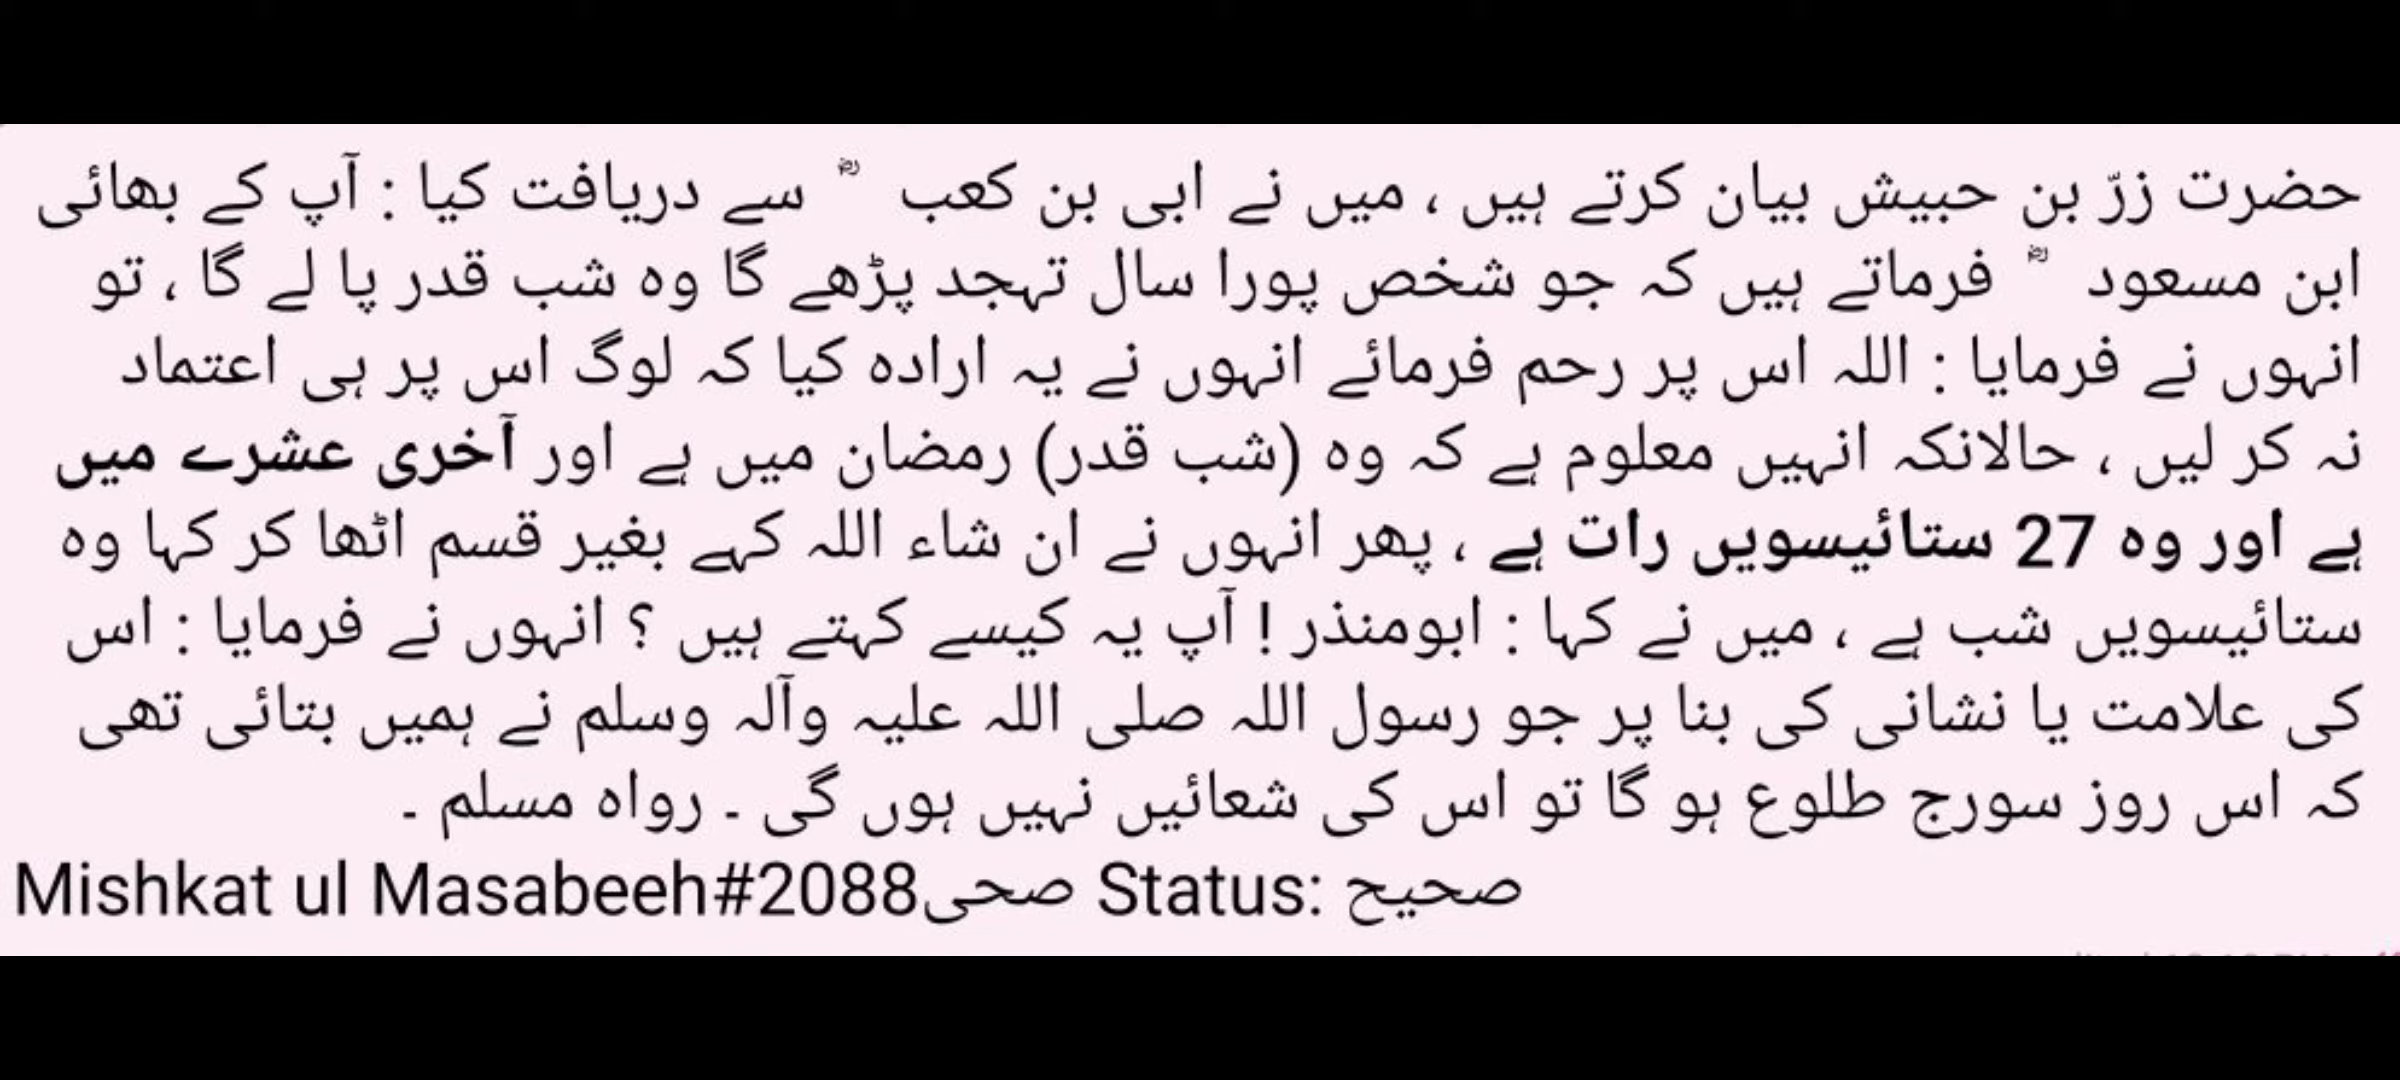 حضرت زرّ بن حبیش بیان کرتے ہیں ، میں نے ابی بن کعب ؓ سے دریافت کیا : آپ کے بھائی
ابن مسعود ؓ فرماتے ہیں کہ جو شخص پورا سال تہجد پڑھے گا وہ شب قدر پا لے گا ، تو
انہوں نے فرمایا : اللہ اس پر رحم فرمائے انہوں نے یہ ارادہ کیا کہ لوگ اس پر ہی اعتماد
نہ کر لیں ، حالانکہ انہیں معلوم ہے کہ وہ (شب قدر) رمضان میں ہے اور آخری عشرے میں
ہے اور وہ 27 ستائیسویں رات ہے ، پھر انہوں نے ان شاء اللہ کہے بغیر قسم اٹھا کر کہا وہ
ستائیسویں شب ہے ، میں نے کہا : ابومنذر ! آپ یہ کیسے کہتے ہیں ؟ انہوں نے فرمایا : اس
کی علامت یا نشانی کی بنا پر جو رسول اللہ صلی اللہ علیہ وآلہ وسلم نے ہمیں بتائی تھی
کہ اس روز سورج طلوع ہو گا تو اس کی شعائیں نہیں ہوں گی ۔ رواہ مسلم ۔
Mishkat ul Masabeeh#2088صحی Status: صحیح